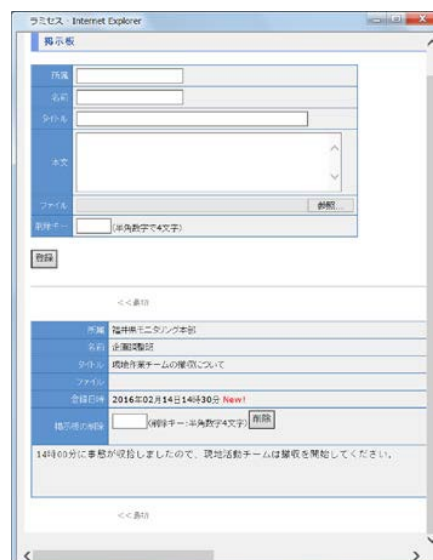 ラミセス - Internet Explorer
掲示板
所属
名前
タイトル
本文
ファイル
参照...
削除キー
(半角数字で4文字)
登録
<<最初
所属 福井県モニタリング本部
名前 企画調整班
タイトル 現地作業チームの撤収について
ファイル
登録日時 2016年02月14日14時30分 New!
掲示板の削除 (削除キー:半角数字4文字) 削除
14時00分に事態が収拾しましたので、現地活動チームは撤収を開始してください。
<<最初